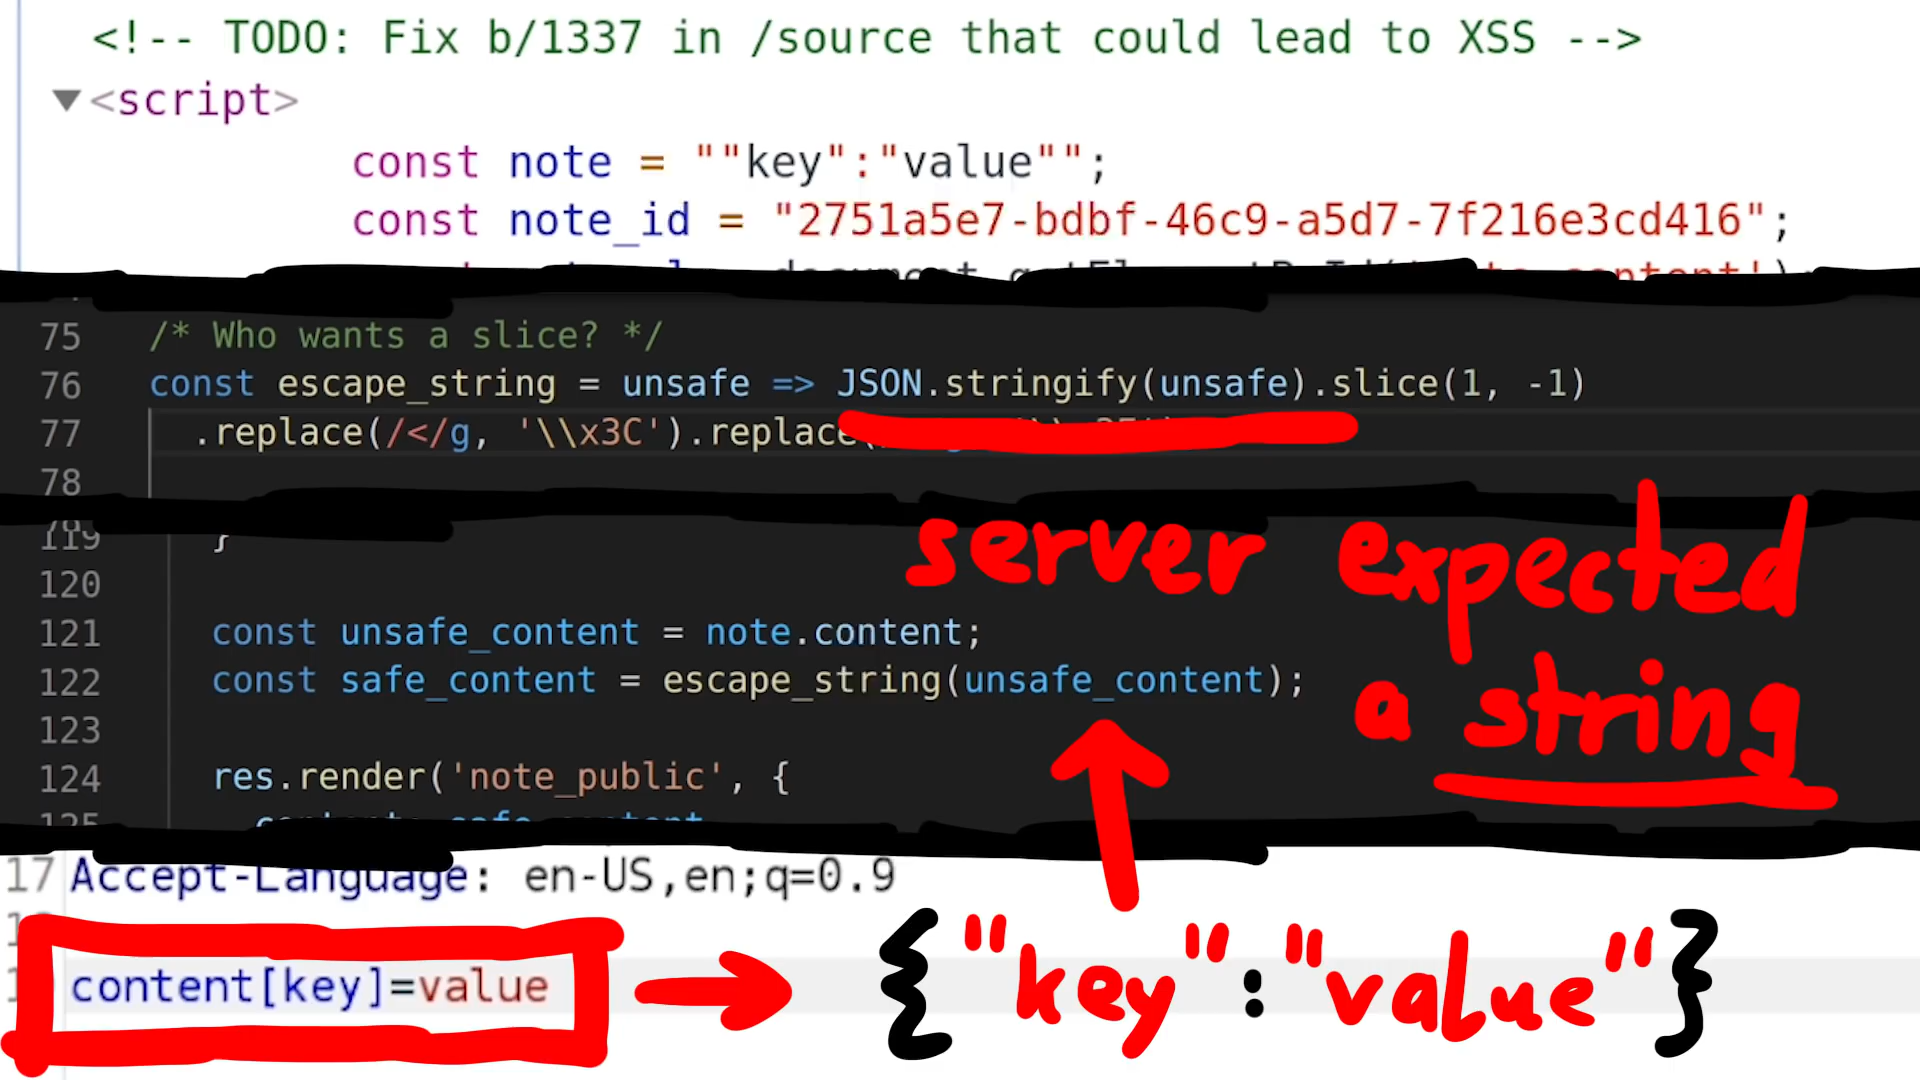 <!-- TODO: Fix b/1337 in /source that could lead to XSS -->
<script>
const note = ""key":"value"";
const note_id = "2751a5e7-bdbf-46c9-a5d7-7f216e3cd416";
75 /* Who wants a slice? */
76 const escape_string = unsafe => JSON.stringify(unsafe).slice(1, -1)
77 .replace(/</g, '\\x3C').replace(
78
119 }
120
121 const unsafe_content = note.content;
122 const safe_content = escape_string(unsafe_content);
123
124 res.render('note_public', {
125
server expected
a string
17 Accept-Language: en-US,en;q=0.9
content[key]=value
{"key":"value"}